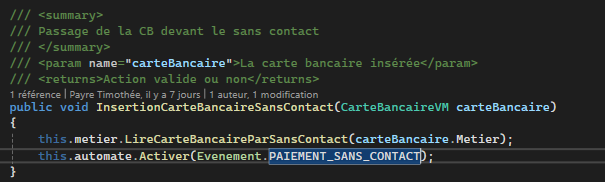 /// <summary>
/// Passage de la CB devant le sans contact
/// </summary>
/// <param name="carteBancaire">La carte bancaire insérée</param>
/// <returns>Action valide ou non</returns>
1 référence | Payre Timothée, il y a 7 jours | 1 auteur, 1 modification
public void InsertionCarteBancaireSansContact(CarteBancaireVM carteBancaire)
{
this.metier.LireCarteBancaireParSansContact(carteBancaire.Metier);
this.automate.Activer(Evenement.PAIEMENT_SANS_CONTACT);
}